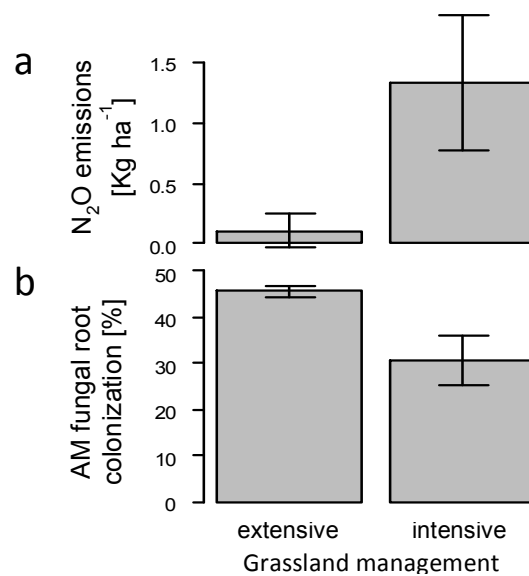 a
N₂O emissions
[Kg ha⁻¹]
1.5
1.0
0.5
0.0
b
AM fungal root
colonization [%]
50
40
30
20
10
0
extensive intensive
Grassland management